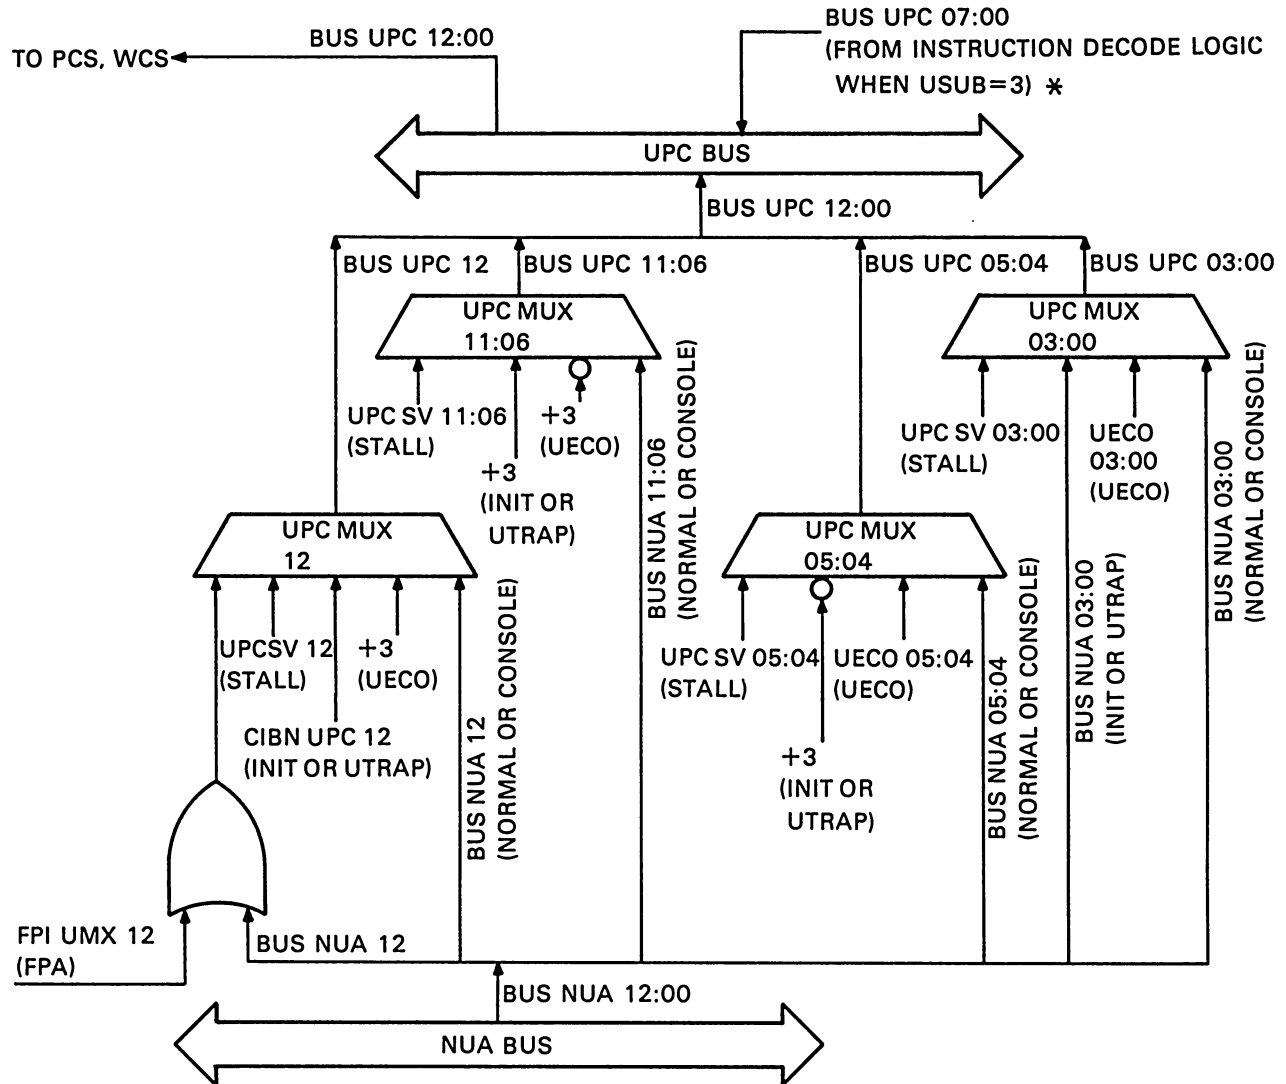 BUS UPC 07:00
BUS UPC 12:00
TO PCS, WCS
(FROM INSTRUCTION DECODE LOGIC
WHEN USUB=3) *
UPC BUS
BUS UPC 12:00
BUS UPC 12
BUS UPC 11:06
BUS UPC 05:04
BUS UPC 03:00
UPC MUX
11:06
UPC MUX
03:00
UPC SV 11:06
(STALL)
+3
(INIT OR
UTRAP)
+3
(UECO)
BUS NUA 11:06
(NORMAL OR CONSOLE)
UPC SV 03:00
(STALL)
BUS NUA 03:00
(INIT OR UTRAP)
UECO
03:00
(UECO)
BUS NUA 03:00
(NORMAL OR CONSOLE)
UPC MUX
12
UPC MUX
05:04
UPCSV 12
(STALL)
CIBN UPC 12
(INIT OR UTRAP)
+3
(UECO)
BUS NUA 12
(NORMAL OR CONSOLE)
UPC SV 05:04
(STALL)
+3
(INIT OR
UTRAP)
UECO 05:04
(UECO)
BUS NUA 05:04
(NORMAL OR CONSOLE)
FPI UMX 12
(FPA)
BUS NUA 12
BUS NUA 12:00
NUA BUS